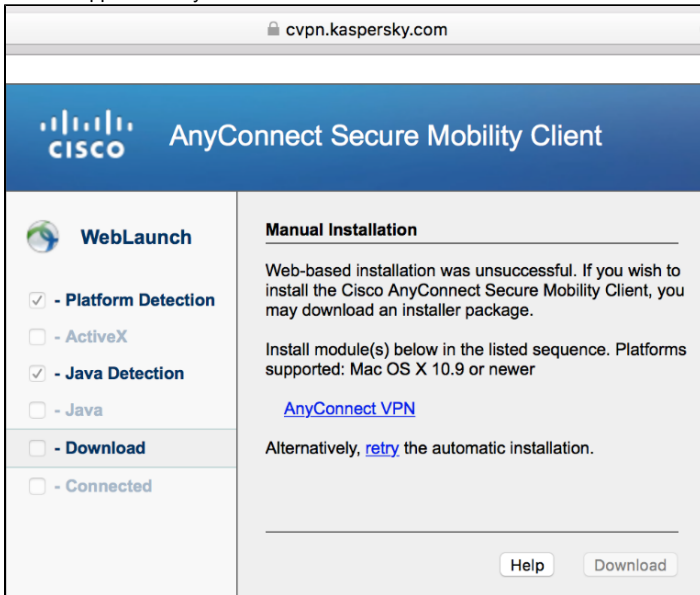 cvpn.kaspersky.com
CISCO
AnyConnect Secure Mobility Client
WebLaunch
- Platform Detection
- ActiveX
- Java Detection
- Java
- Download
- Connected
Manual Installation
Web-based installation was unsuccessful. If you wish to
install the Cisco AnyConnect Secure Mobility Client, you
may download an installer package.
Install module(s) below in the listed sequence. Platforms
supported: Mac OS X 10.9 or newer
AnyConnect VPN
Alternatively, retry the automatic installation.
Help
Download